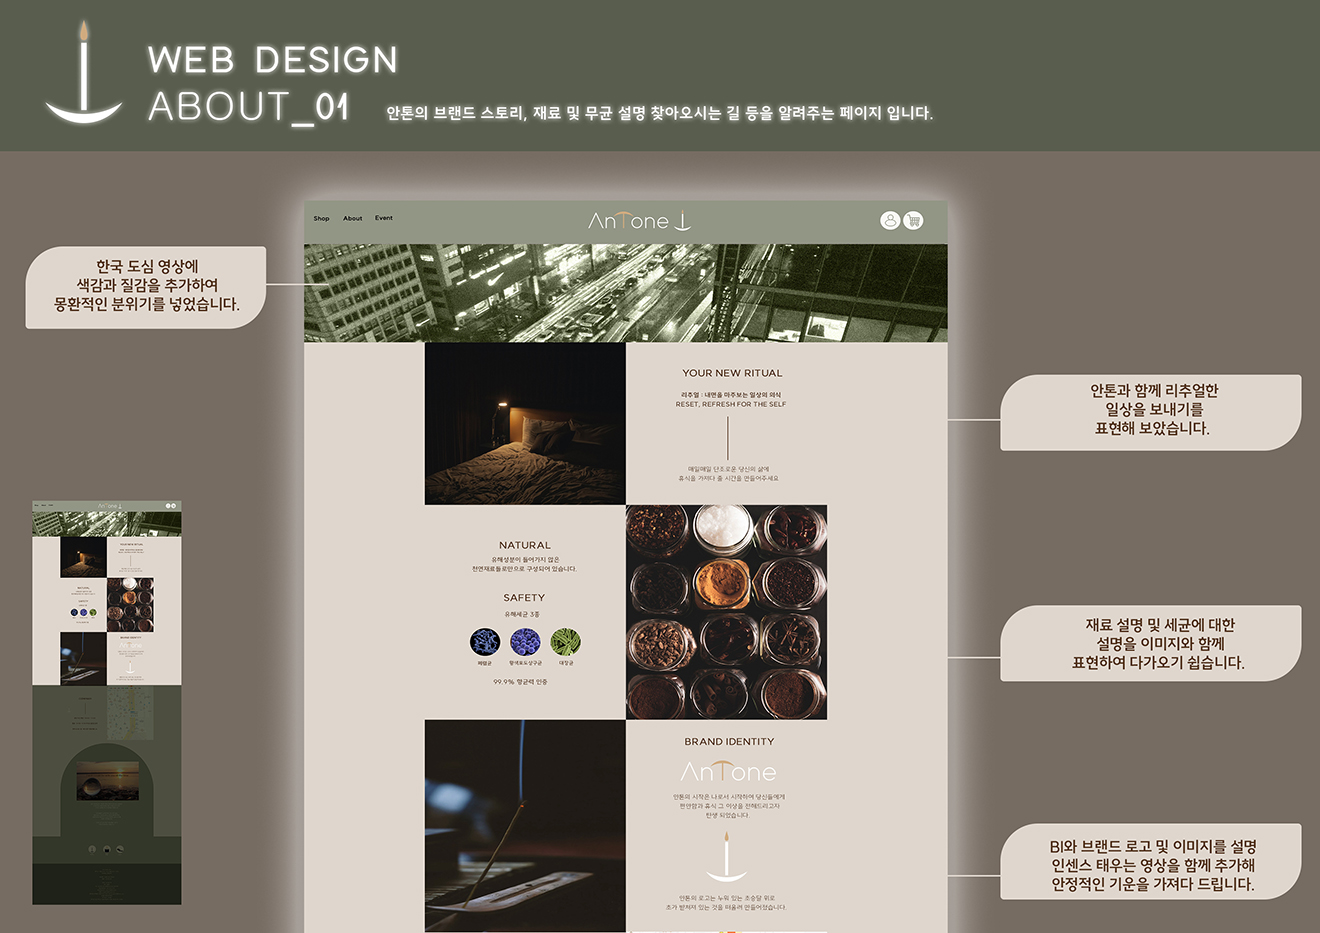 WEB DESIGN
ABOUT_01
안톤의 브랜드 스토리, 재료 및 무균 설명 찾아오시는 길 등을 알려주는 페이지 입니다.
Shop About Event
AnTone
한국 도심 영상에
색감과 질감을 추가하여
몽환적인 분위기를 넣었습니다.
YOUR NEW RITUAL
리추얼 : 내면을 마주보는 일상의 의식
RESET, REFRESH FOR THE SELF
매일매일 단조로운 당신의 삶에
휴식을 가져다 줄 시간을 만들어주세요
안톤과 함께 리추얼한
일상을 보내기를
표현해 보았습니다.
NATURAL
유해성분이 들어가지 않은
천연재료들로만으로 구성되어 있습니다.
SAFETY
유해세균 3종
폐렴균 황색포도상구균 대장균
99.9% 항균력 인증
재료 설명 및 세균에 대한
설명을 이미지와 함께
표현하여 다가오기 쉽습니다.
BRAND IDENTITY
AnTone
안톤의 시작은 나로서 시작하여 당신들에게
편안함과 휴식 그 이상을 전해드리고자
탄생 되었습니다.
안톤의 로고는 누워 있는 초승달 위로
초가 받쳐져 있는 것을 떠올려 만들어졌습니다.
BI와 브랜드 로고 및 이미지를 설명
인센스 태우는 영상을 함께 추가해
안정적인 기운을 가져다 드립니다.